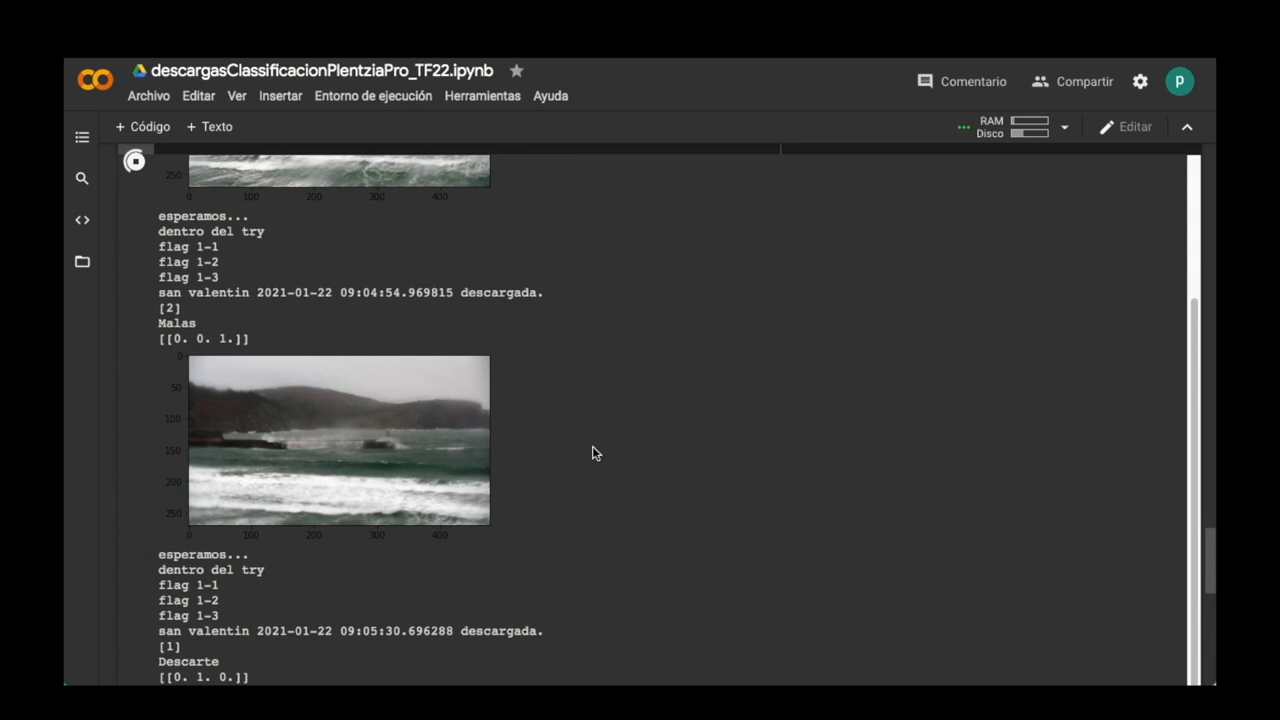 descargasClassificacionPlentziaPro_TF22.ipynb
Archivo Editar Ver Insertar Entorno de ejecución Herramientas Ayuda
Comentario Compartir P
+ Código + Texto
RAM
Disco
Editar
250
0 100 200 300 400
esperamos...
dentro del try
flag 1-1
flag 1-2
flag 1-3
san valentin 2021-01-22 09:04:54.969815 descargada.
[2]
Malas
[[0. 0. 1.]]
0
50
100
150
200
250
0 100 200 300 400
esperamos...
dentro del try
flag 1-1
flag 1-2
flag 1-3
san valentin 2021-01-22 09:05:30.696288 descargada.
[1]
Descarte
[[0. 1. 0.]]